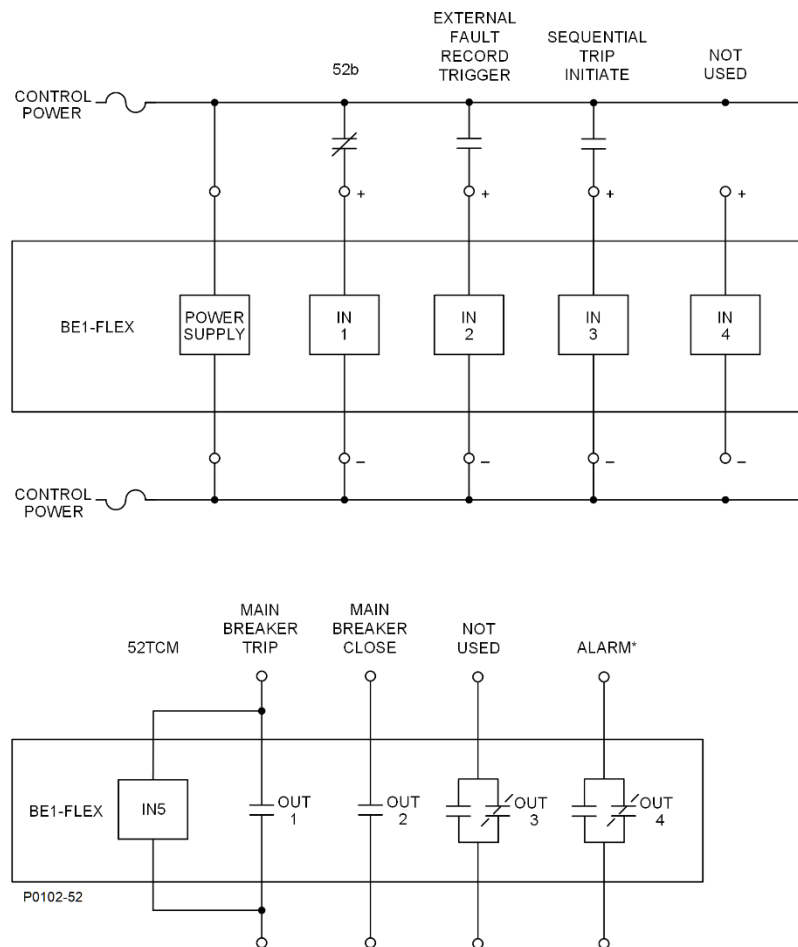 EXTERNAL
FAULT
RECORD
TRIGGER
SEQUENTIAL
TRIP
INITIATE
NOT
USED
52b
CONTROL
POWER
+
+
+
+
BE1-FLEX
POWER
SUPPLY
IN
1
IN
2
IN
3
IN
4
–
–
–
–
CONTROL
POWER
52TCM
MAIN
BREAKER
TRIP
MAIN
BREAKER
CLOSE
NOT
USED
ALARM*
BE1-FLEX
IN5
OUT
1
OUT
2
OUT
3
OUT
4
P0102-52